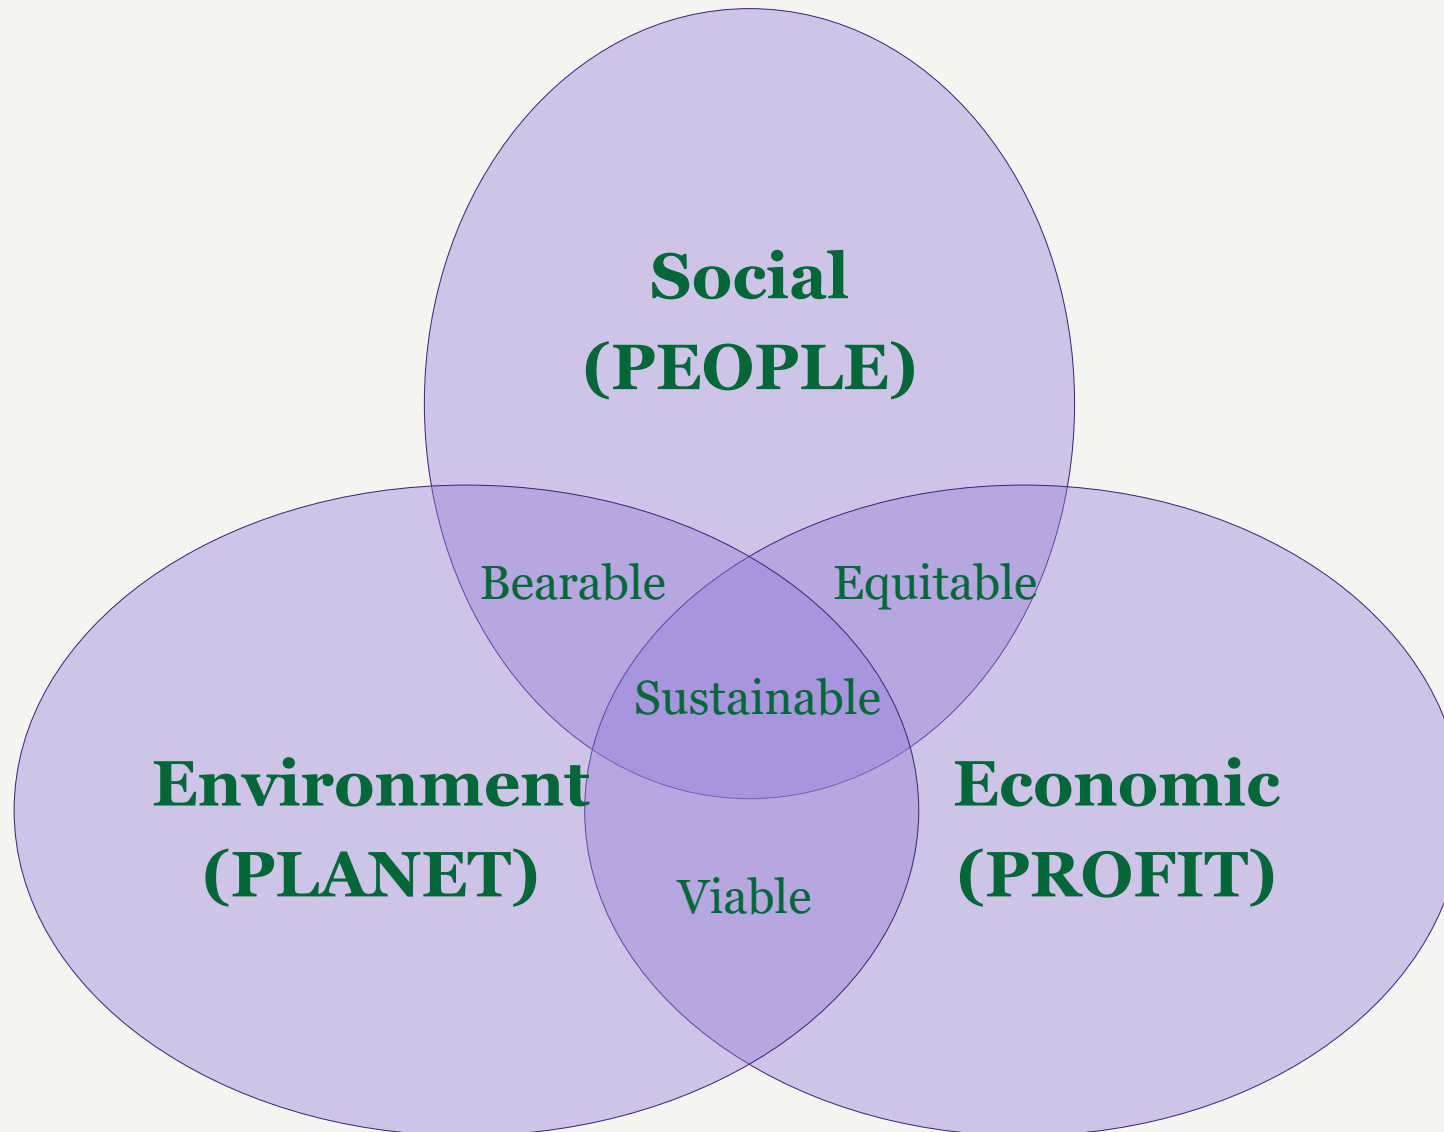 Social
(PEOPLE)
Bearable
Equitable
Sustainable
Environment
(PLANET)
Economic
(PROFIT)
Viable